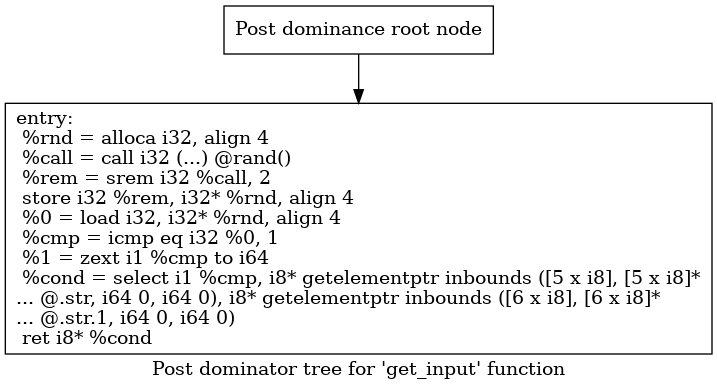 Post dominance root node
entry:
%rnd = alloca i32, align 4
%call = call i32 (...) @rand()
%rem = srem i32 %call, 2
store i32 %rem, i32* %rnd, align 4
%0 = load i32, i32* %rnd, align 4
%cmp = icmp eq i32 %0, 1
%1 = zext i1 %cmp to i64
%cond = select i1 %cmp, i8* getelementptr inbounds ([5 x i8], [5 x i8]*
... @.str, i64 0, i64 0), i8* getelementptr inbounds ([6 x i8], [6 x i8]*
... @.str.1, i64 0, i64 0)
ret i8* %cond
Post dominator tree for 'get_input' function